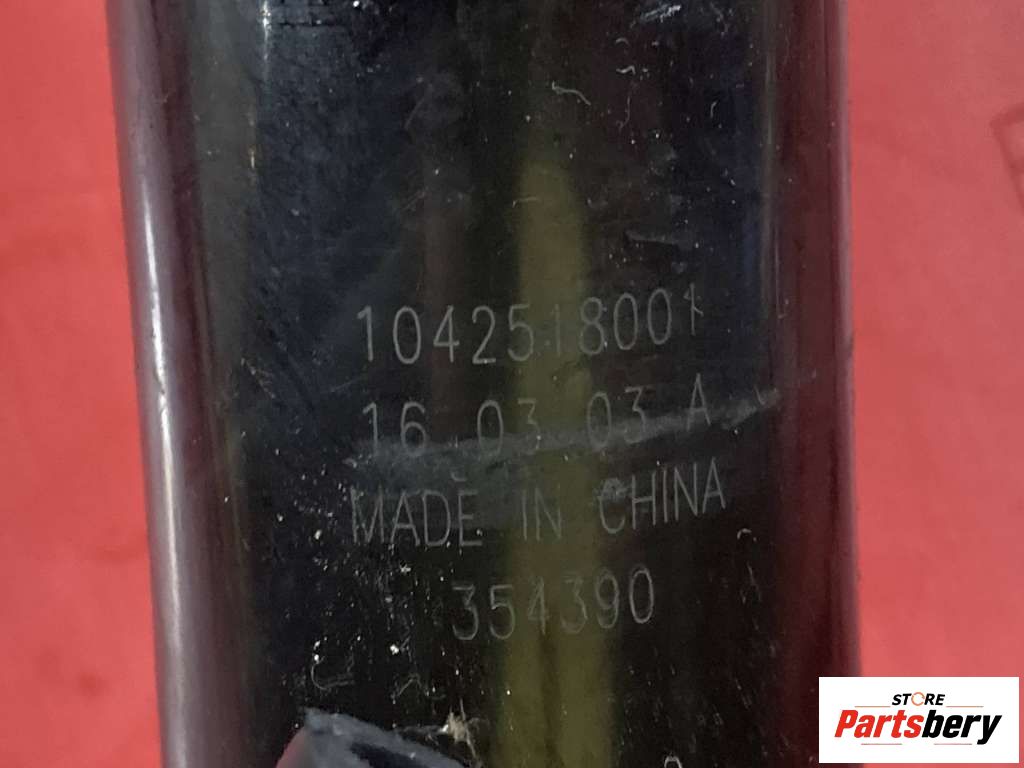 1042518001
16 03 03 A
MADE IN CHINA
354390
STORE
Partsbery